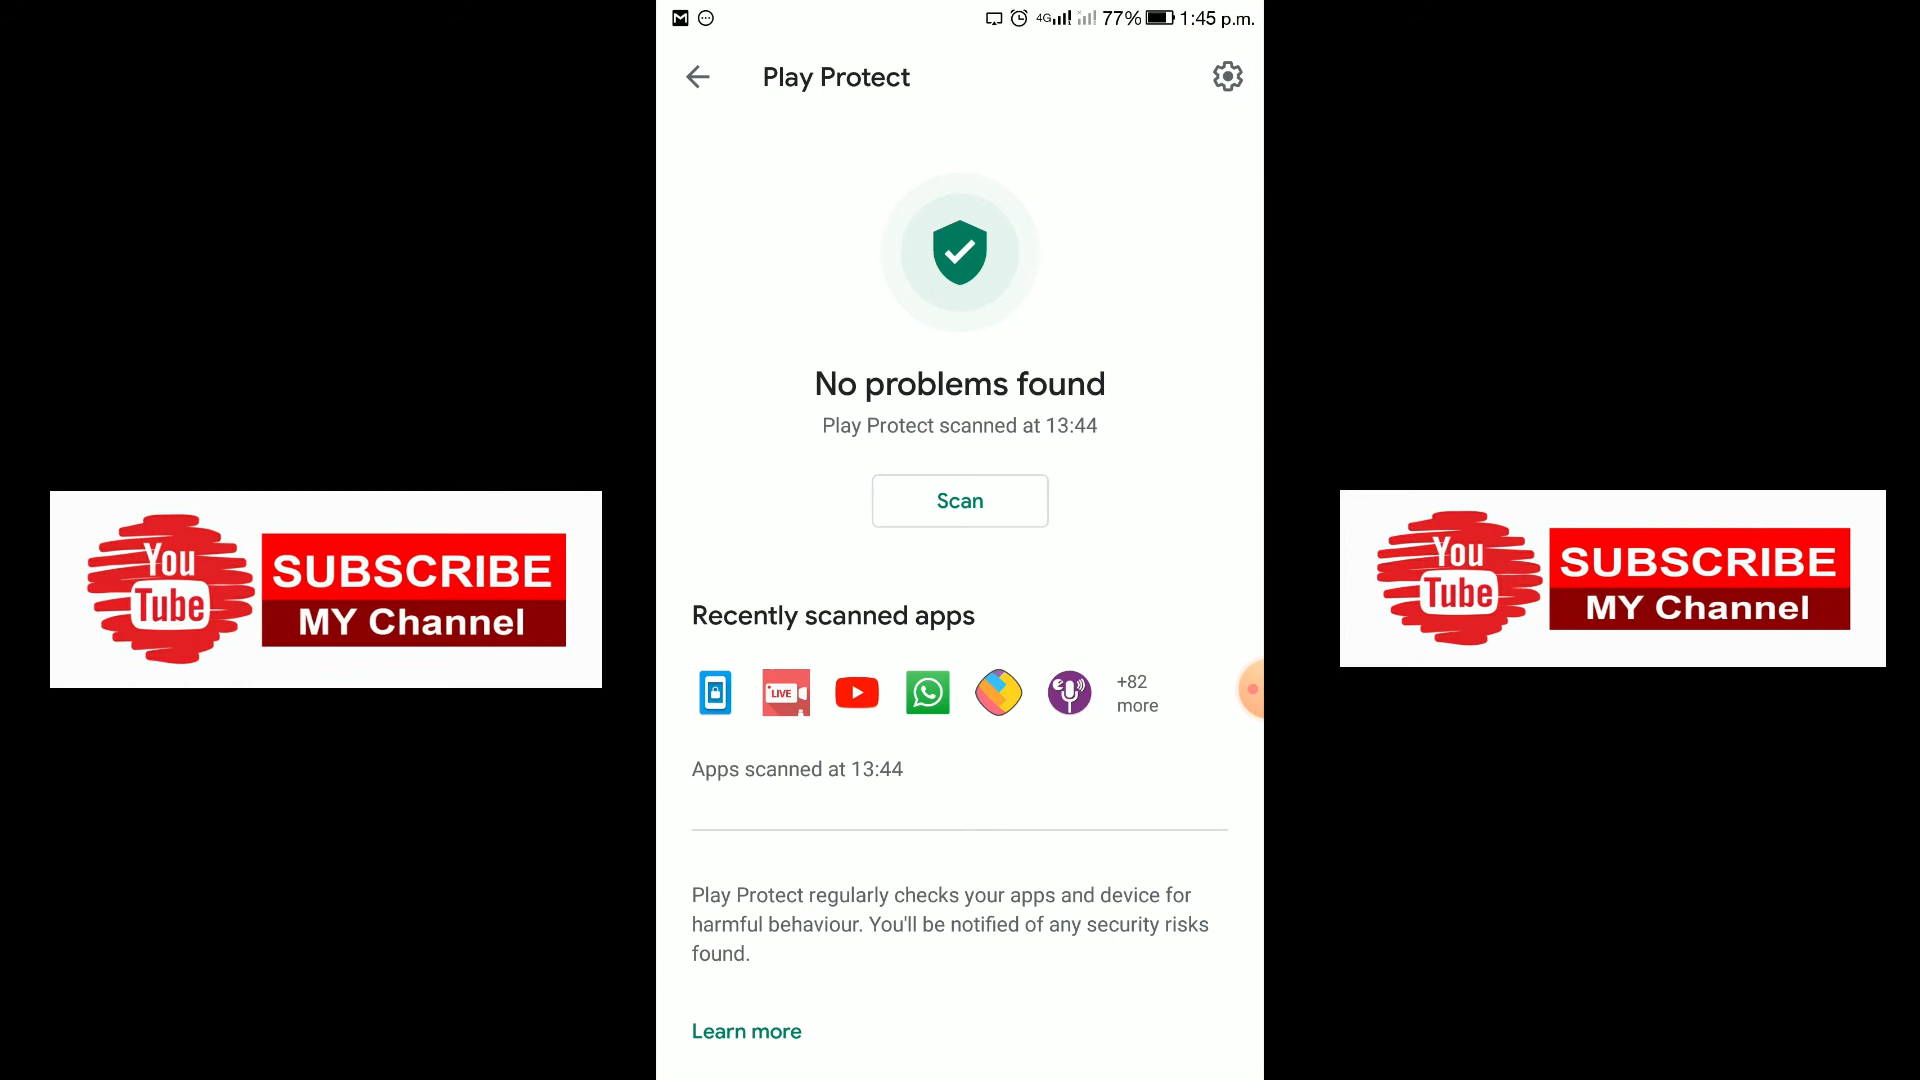 4G 77% 1:45 p.m.
Play Protect
No problems found
Play Protect scanned at 13:44
Scan
You
Tube
SUBSCRIBE
MY Channel
You
Tube
SUBSCRIBE
MY Channel
Recently scanned apps
LIVE
+82
more
Apps scanned at 13:44
Play Protect regularly checks your apps and device for
harmful behaviour. You'll be notified of any security risks
found.
Learn more